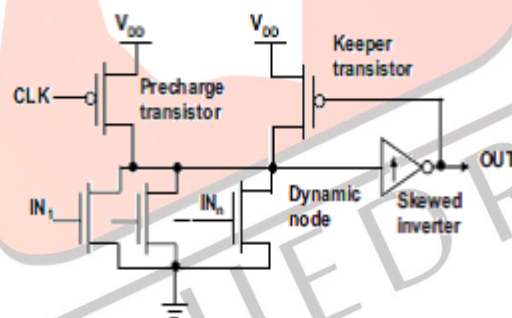 VDD
VDD
Keeper
transistor
CLK
Precharge
transistor
OUT
IN1
INn
Dynamic
node
Skewed
inverter